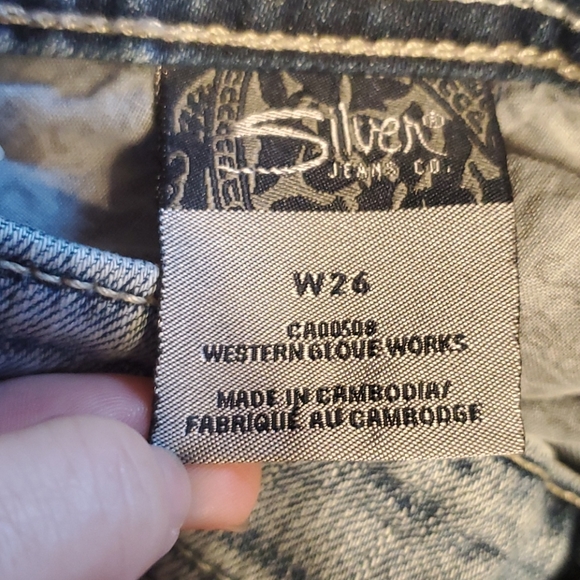 Silver®
JEANS CO.
W26
CA00508
WESTERN GLOVE WORKS
MADE IN CAMBODIA/
FABRIQUÉ AU CAMBODGE